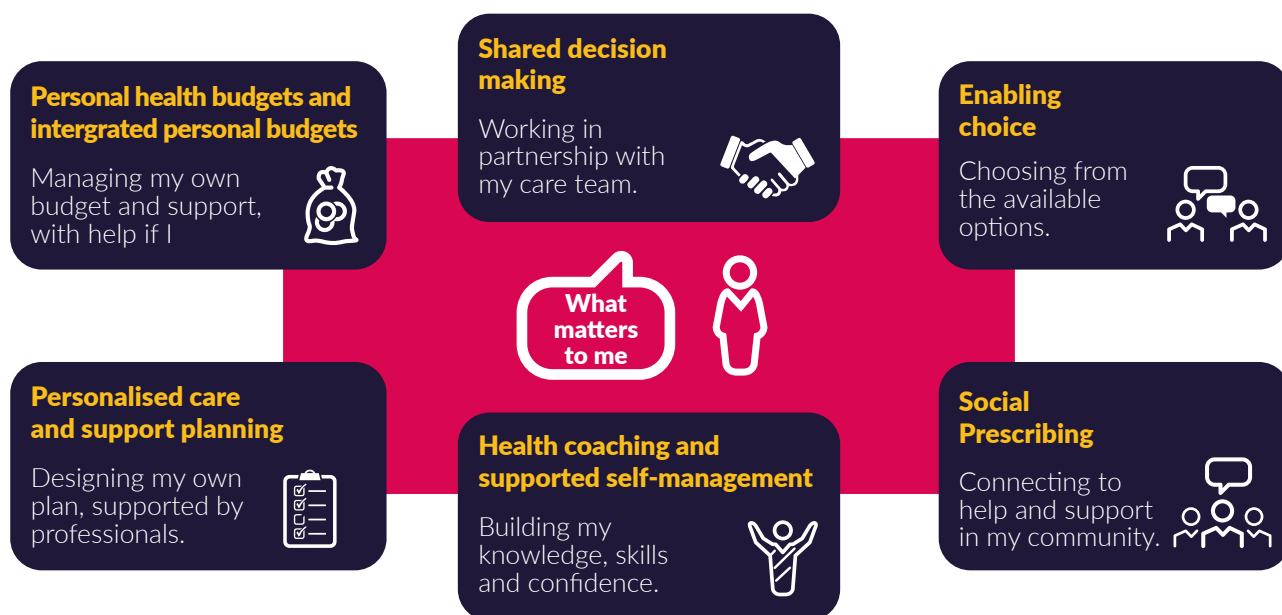 Personal health budgets and
intergrated personal budgets
Managing my own
budget and support,
with help if I
Shared decision
making
Working in
partnership with
my care team.
Enabling
choice
Choosing from
the available
options.
What
matters
to me
Personalised care
and support planning
Designing my own
plan, supported by
professionals.
Health coaching and
supported self-management
Building my
knowledge, skills
and confidence.
Social
Prescribing
Connecting to
help and support
in my community.